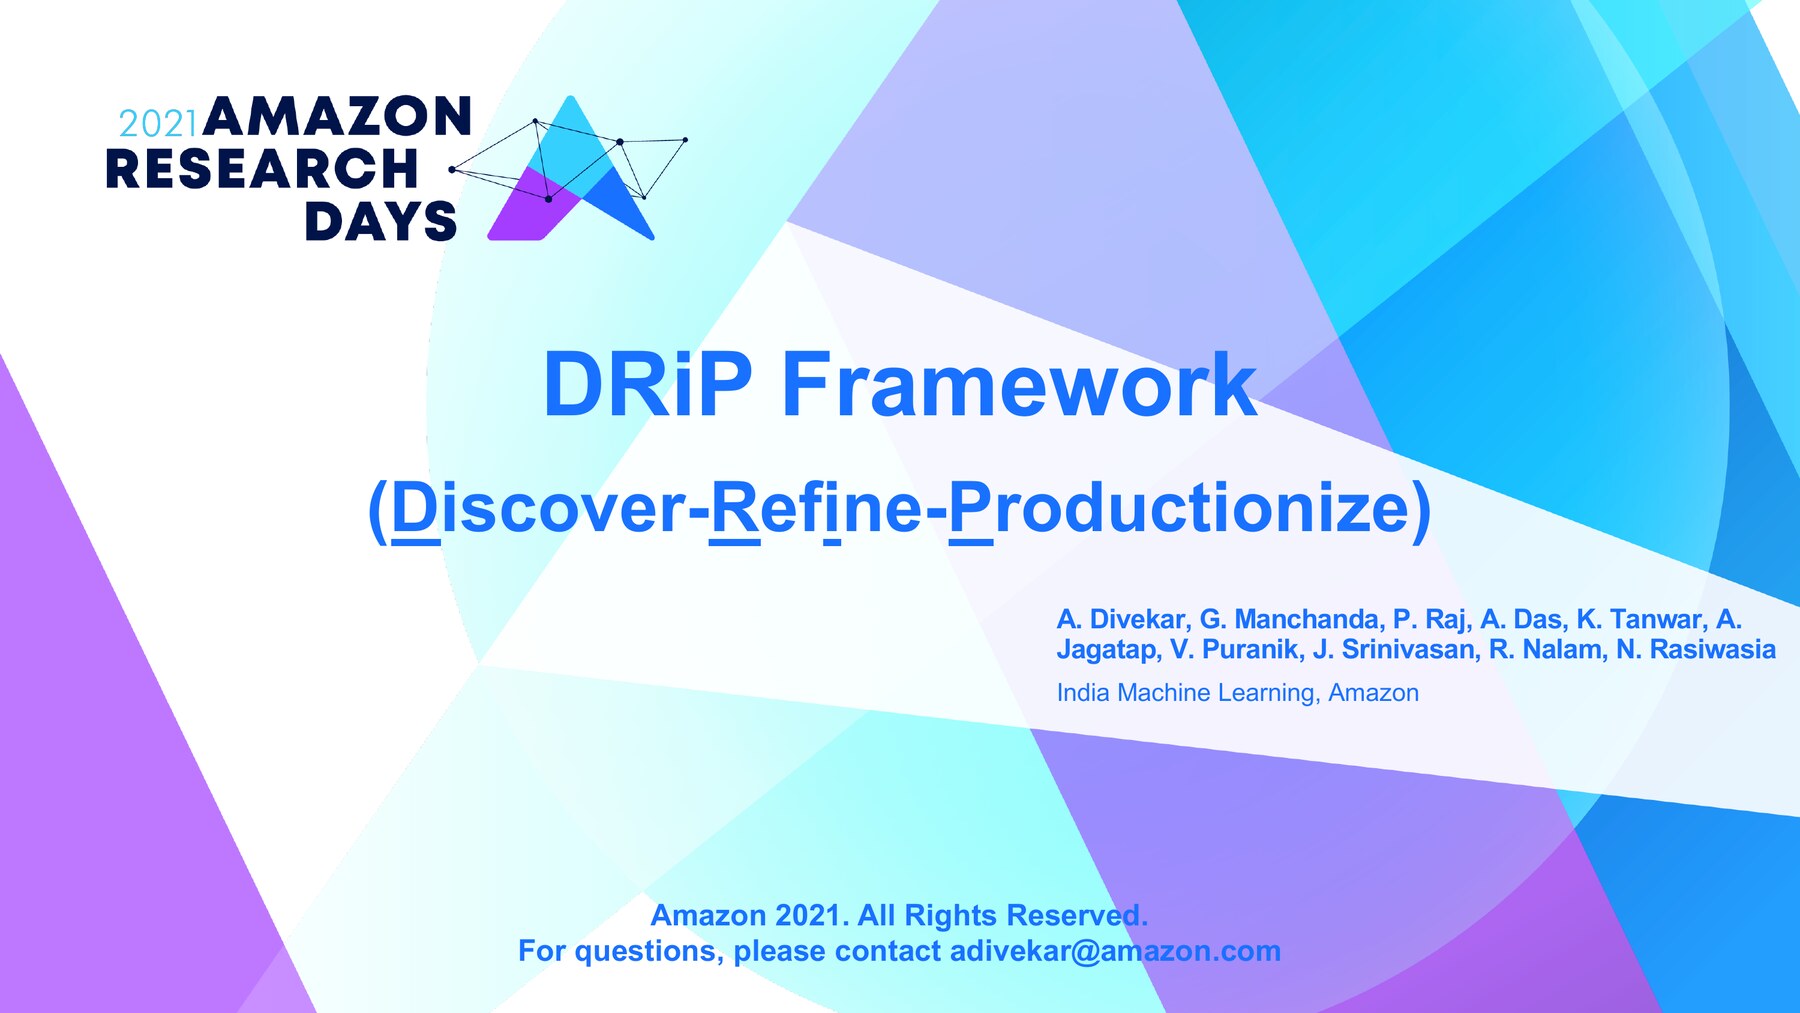 2021 AMAZON
RESEARCH
DAYS
DRiP Framework
(Discover-Refine-Productionize)
A. Divekar, G. Manchanda, P. Raj, A. Das, K. Tanwar, A.
Jagatap, V. Puranik, J. Srinivasan, R. Nalam, N. Rasiwasia
India Machine Learning, Amazon
Amazon 2021. All Rights Reserved.
For questions, please contact adivekar@amazon.com